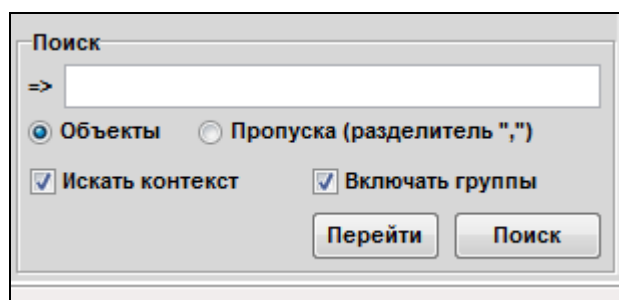 Поиск
=>
Объекты Пропуска (разделитель ",")
Искать контекст Включать группы
Перейти Поиск